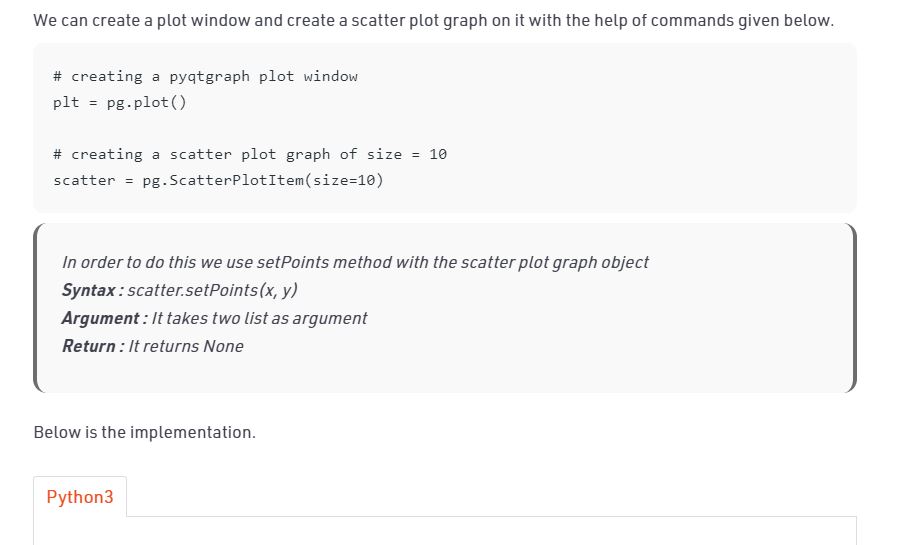 We can create a plot window and create a scatter plot graph on it with the help of commands given below.
# creating a pyqtgraph plot window
plt = pg.plot()
# creating a scatter plot graph of size = 10
scatter = pg.ScatterPlotItem(size=10)
In order to do this we use setPoints method with the scatter plot graph object
Syntax : scatter.setPoints(x, y)
Argument : It takes two list as argument
Return : It returns None
Below is the implementation.
Python3